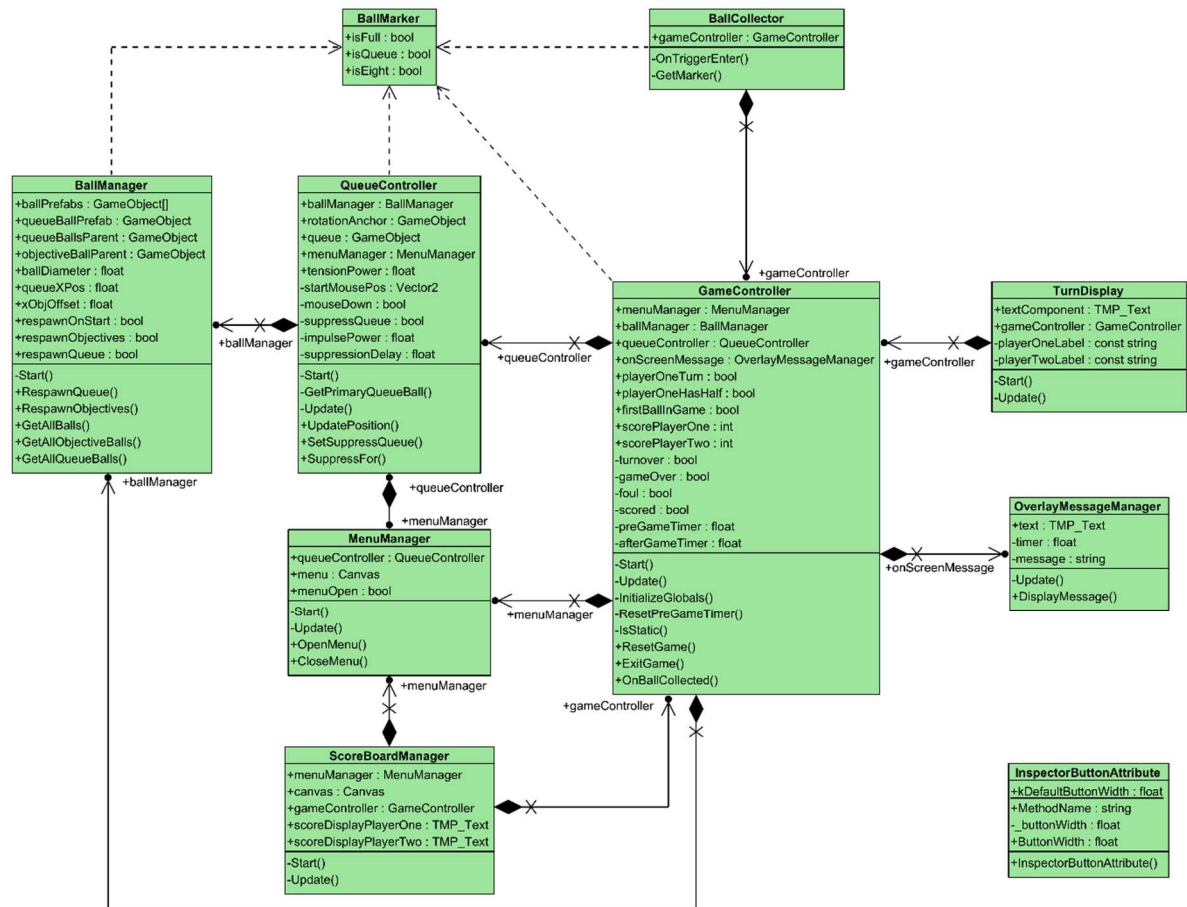 BallMarker
+isFull : bool
+isQueue : bool
+isEight : bool
BallCollector
+gameController : GameController
-OnTriggerEnter()
-GetMarker()
BallManager
+ballPrefabs : GameObject[]
+queueBallPrefab : GameObject
+queueBallsParent : GameObject
+objectiveBallParent : GameObject
+ballDiameter : float
+queueXPos : float
+xObjOffset : float
+respawnOnStart : bool
+respawnObjectives : bool
+respawnQueue : bool
-Start()
+RespawnQueue()
+RespawnObjectives()
+GetAllBalls()
+GetAllObjectiveBalls()
+GetAllQueueBalls()
+ballManager
+ballManager
QueueController
+ballManager : BallManager
+rotationAnchor : GameObject
+queue : GameObject
+menuManager : MenuManager
+tensionPower : float
-startMousePos : Vector2
-mouseDown : bool
-suppressQueue : bool
-impulsePower : float
-suppressionDelay : float
-Start()
-GetPrimaryQueueBall()
-Update()
+UpdatePosition()
+SetSuppressQueue()
+SuppressFor()
+queueController
+queueController
+menuManager
+gameController
GameController
+menuManager : MenuManager
+ballManager : BallManager
+queueController : QueueController
+onScreenMessage : OverlayMessageManager
+playerOneTurn : bool
+playerOneHasHalf : bool
+firstBallInGame : bool
+scorePlayerOne : int
+scorePlayerTwo : int
-turnover : bool
-gameOver : bool
-foul : bool
-scored : bool
-preGameTimer : float
-afterGameTimer : float
-Start()
-Update()
-InitializeGlobals()
-ResetPreGameTimer()
-IsStatic()
+ResetGame()
+ExitGame()
+OnBallCollected()
+gameController
TurnDisplay
+textComponent : TMP_Text
+gameController : GameController
-playerOneLabel : const string
-playerTwoLabel : const string
-Start()
-Update()
OverlayMessageManager
+text : TMP_Text
-timer : float
-message : string
-Update()
+DisplayMessage()
+onScreenMessage
MenuManager
+queueController : QueueController
+menu : Canvas
+menuOpen : bool
-Start()
-Update()
+OpenMenu()
+CloseMenu()
+menuManager
+menuManager
+gameController
ScoreBoardManager
+menuManager : MenuManager
+canvas : Canvas
+gameController : GameController
+scoreDisplayPlayerOne : TMP_Text
+scoreDisplayPlayerTwo : TMP_Text
-Start()
-Update()
InspectorButtonAttribute
+kDefaultButtonWidth : float
+MethodName : string
-_buttonWidth : float
+ButtonWidth : float
+InspectorButtonAttribute()